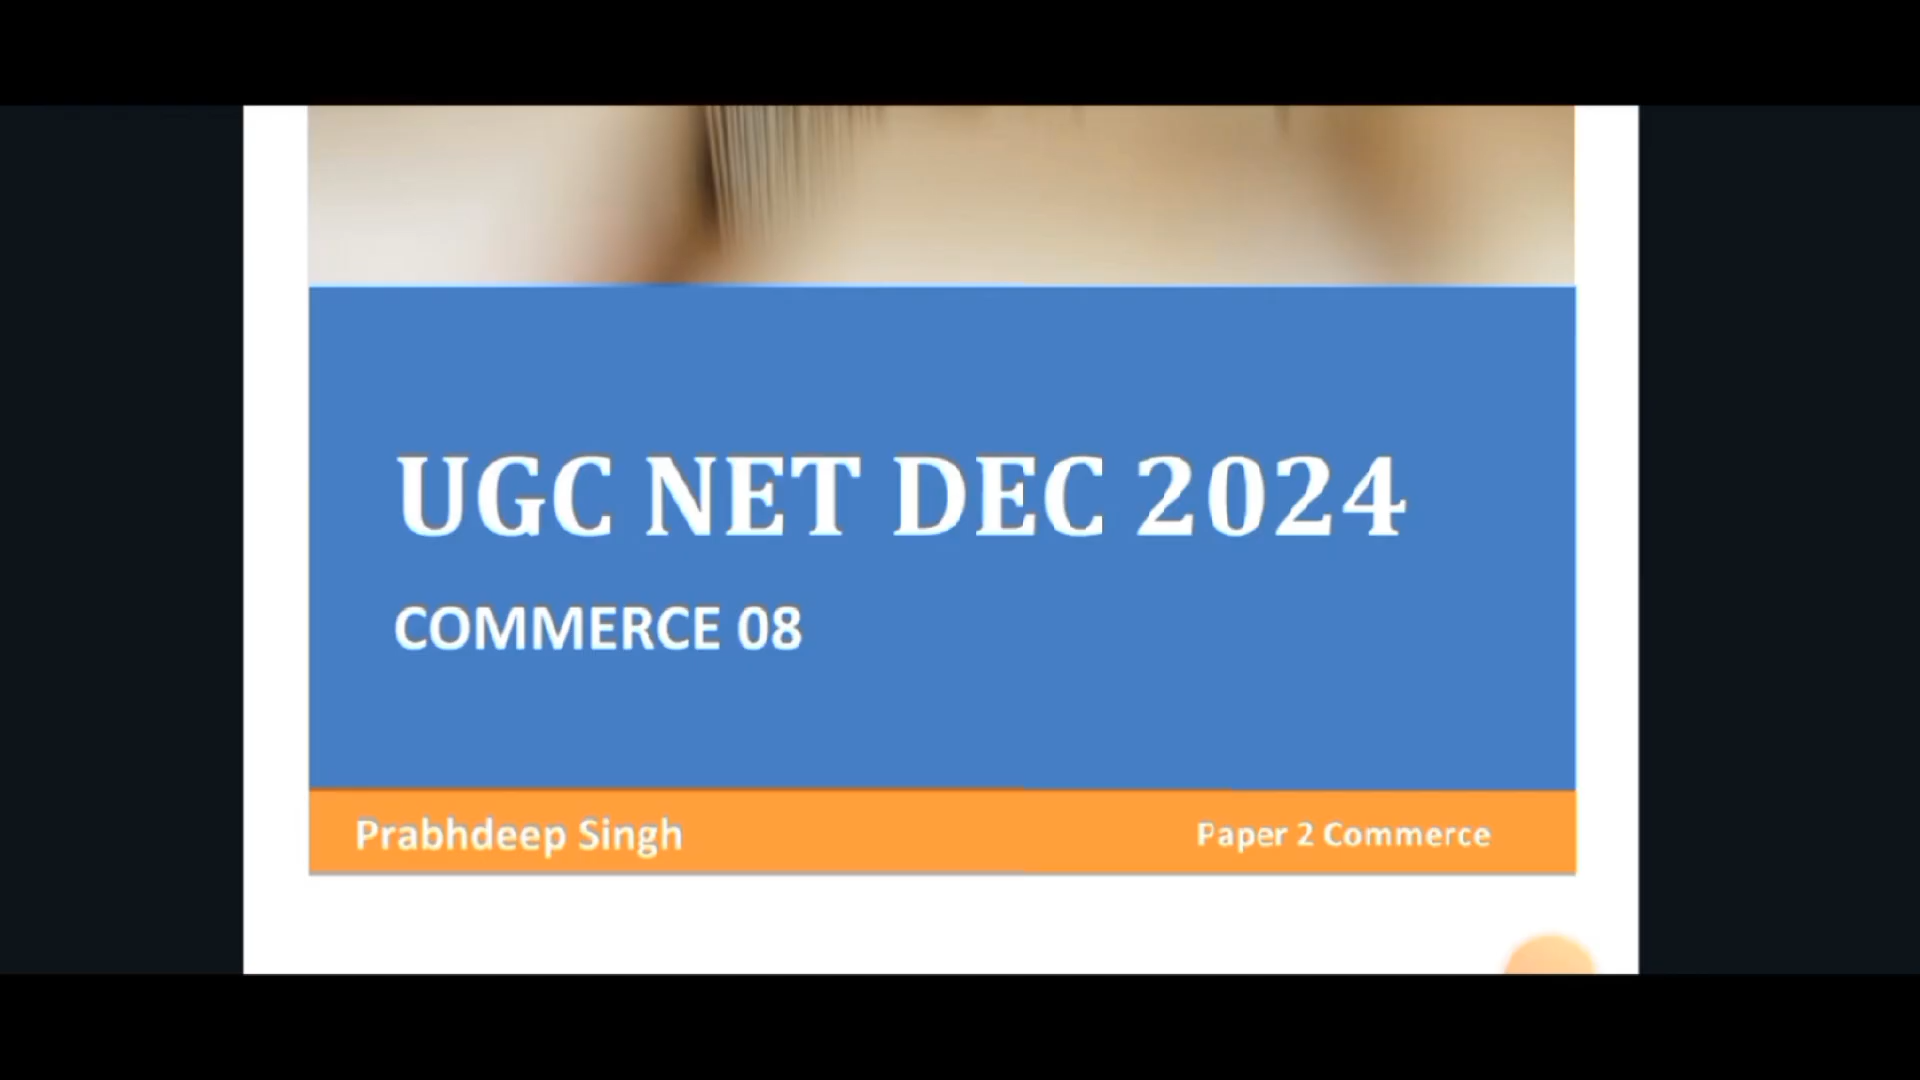 UGC NET DEC 2024
COMMERCE 08
Prabhdeep Singh
Paper 2 Commerce